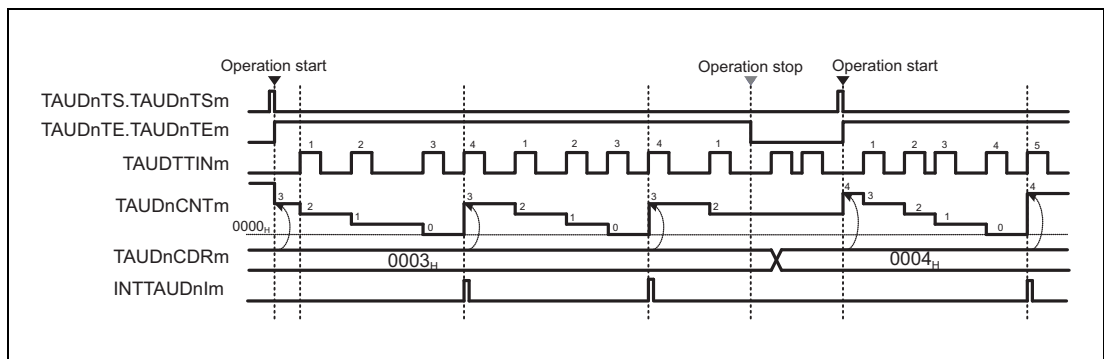 Operation start Operation stop Operation start
TAUDnTS.TAUDnTSm
TAUDnTE.TAUDnTEm
1 2 3 4 1 2 3 4 1 1 2 3 4 5
TAUDTTINm
3 2 1 0 3 2 1 0 3 2 4 3 2 1 0 4
TAUDnCNTm
0000H
TAUDnCDRm
0003H 0004H
INTTAUDnIm